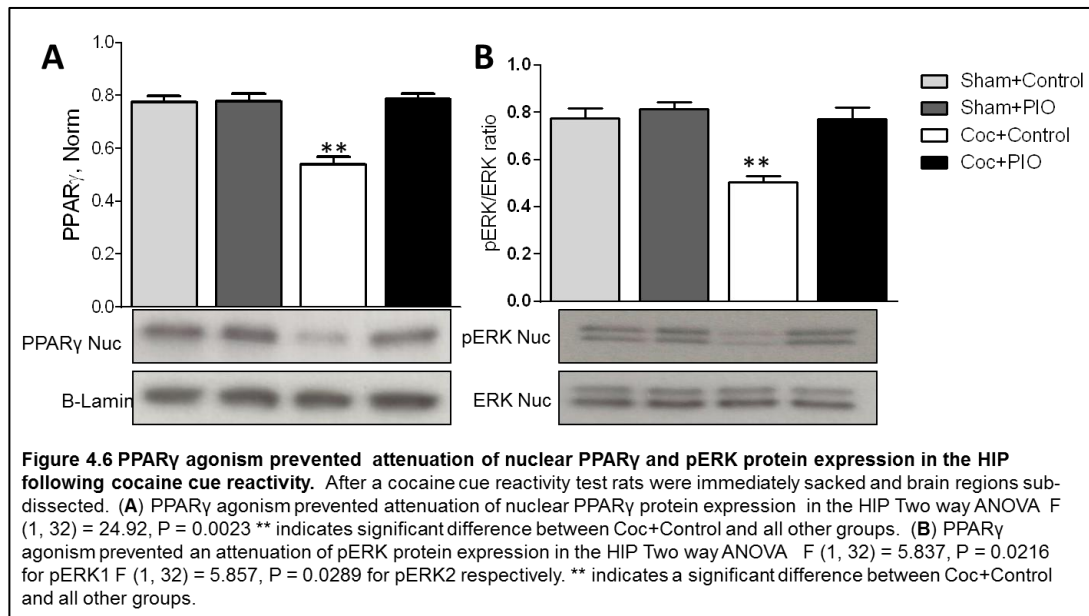 A
1.0
0.8
0.6
0.4
0.2
0.0
PPARγ, Norm
**
PPARγ Nuc
B-Lamin
B
1.0
0.8
0.6
0.4
0.2
0.0
pERK/ERK ratio
**
pERK Nuc
ERK Nuc
Sham+Control
Sham+PIO
Coc+Control
Coc+PIO
Figure 4.6 PPARγ agonism prevented attenuation of nuclear PPARγ and pERK protein expression in the HIP
following cocaine cue reactivity. After a cocaine cue reactivity test rats were immediately sacked and brain regions sub-
dissected. (A) PPARγ agonism prevented attenuation of nuclear PPARγ protein expression in the HIP Two way ANOVA F
(1, 32) = 24.92, P = 0.0023 ** indicates significant difference between Coc+Control and all other groups. (B) PPARγ
agonism prevented an attenuation of pERK protein expression in the HIP Two way ANOVA F (1, 32) = 5.837, P = 0.0216
for pERK1 F (1, 32) = 5.857, P = 0.0289 for pERK2 respectively. ** indicates a significant difference between Coc+Control
and all other groups.